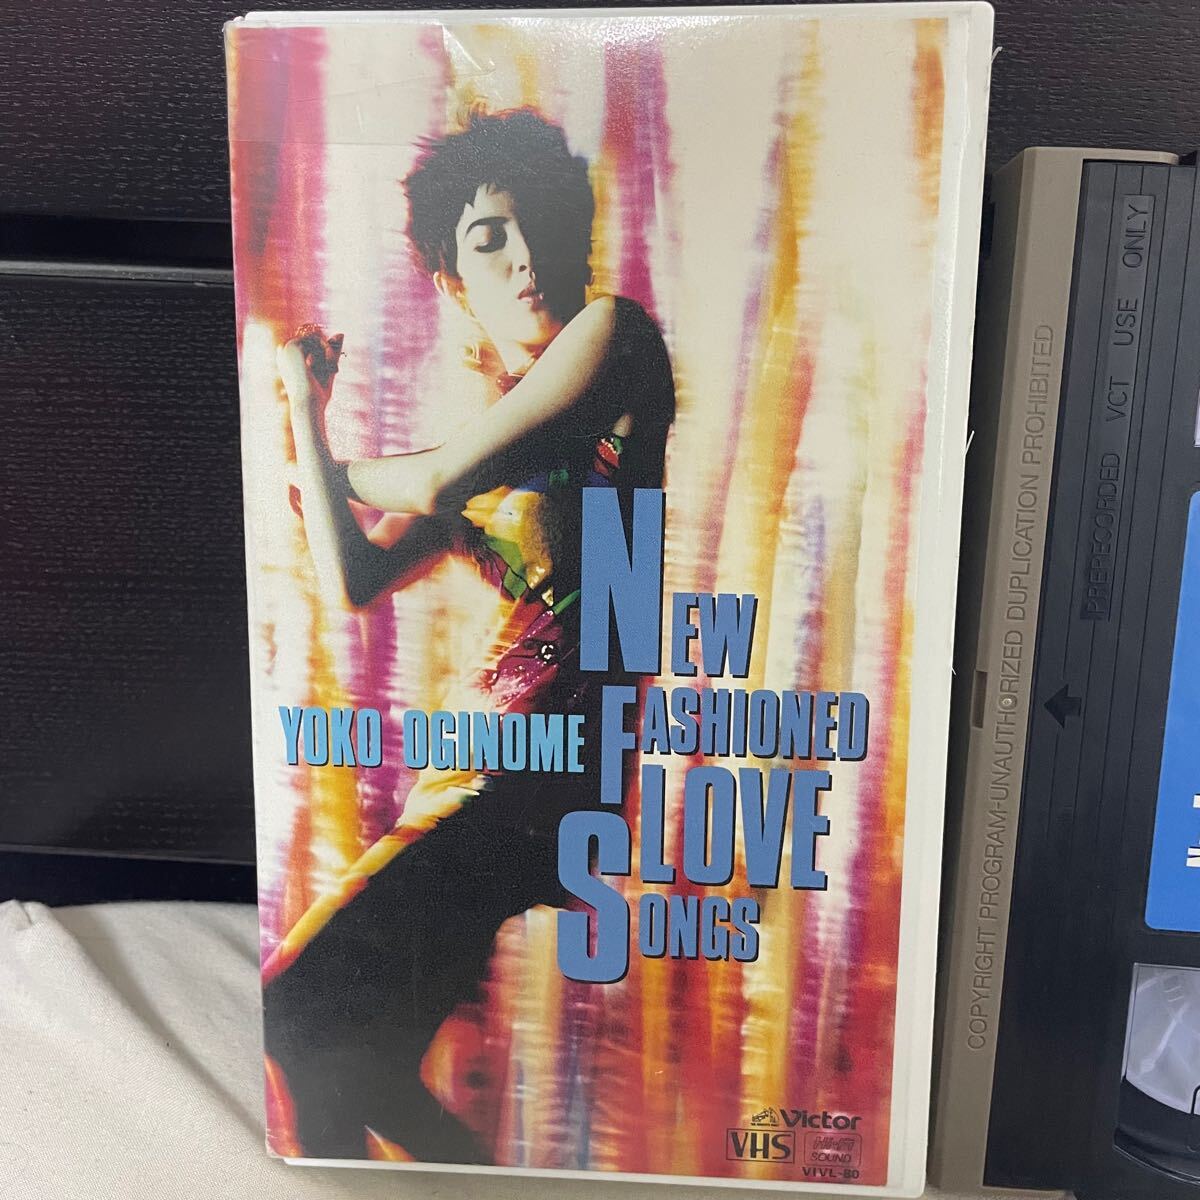 NEW
FASHIONED
LOVE
SONGS
YOKO OGINOME
Victor
VHS
Hi-Fi
SOUND
VIVL-80
PRERECORDED VCT USE ONLY
COPYRIGHT PROGRAM-UNAUTHORIZED DUPLICATION PROHIBITED